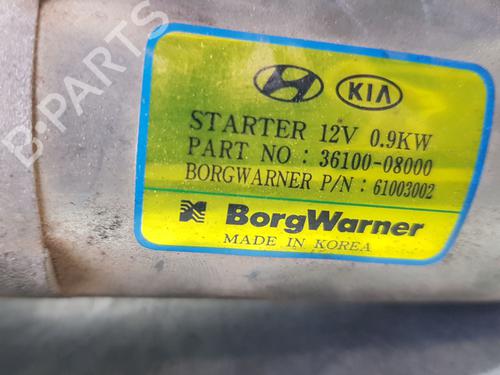 B-PARTS
KIA
STARTER 12V 0.9KW
PART NO : 36100-08000
BORGWARNER P/N : 61003002
BorgWarner
MADE IN KOREA